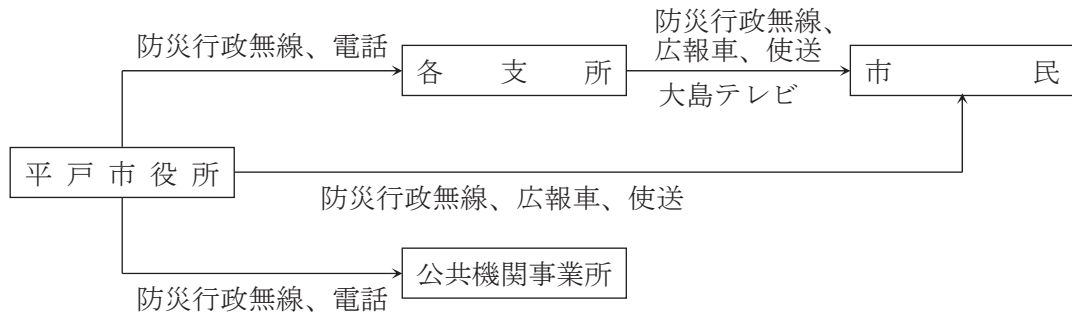 防災行政無線、
防災行政無線、電話
広報車、使送
各支所
市民
大島テレビ
平戸市役所
防災行政無線、広報車、使送
公共機関事業所
防災行政無線、電話